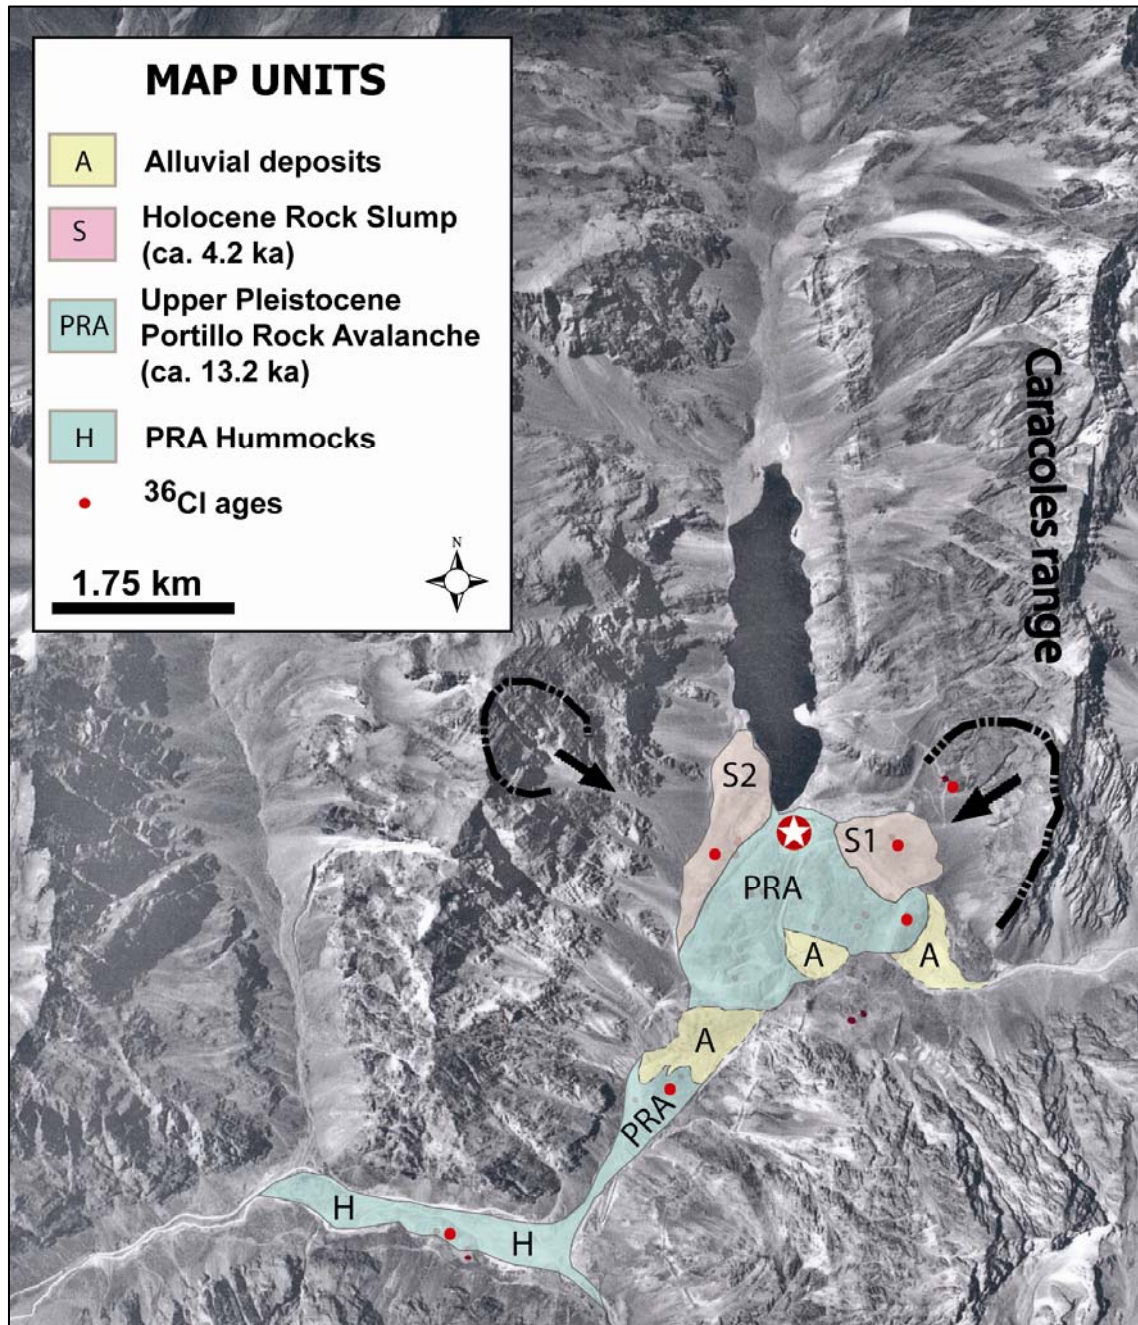 MAP UNITS
A
Alluvial deposits
S
Holocene Rock Slump
(ca. 4.2 ka)
PRA
Upper Pleistocene
Portillo Rock Avalanche
(ca. 13.2 ka)
H
PRA Hummocks
36Cl ages
N
1.75 km
Caracoles range
S2
S1
PRA
A
A
A
PRA
H
H